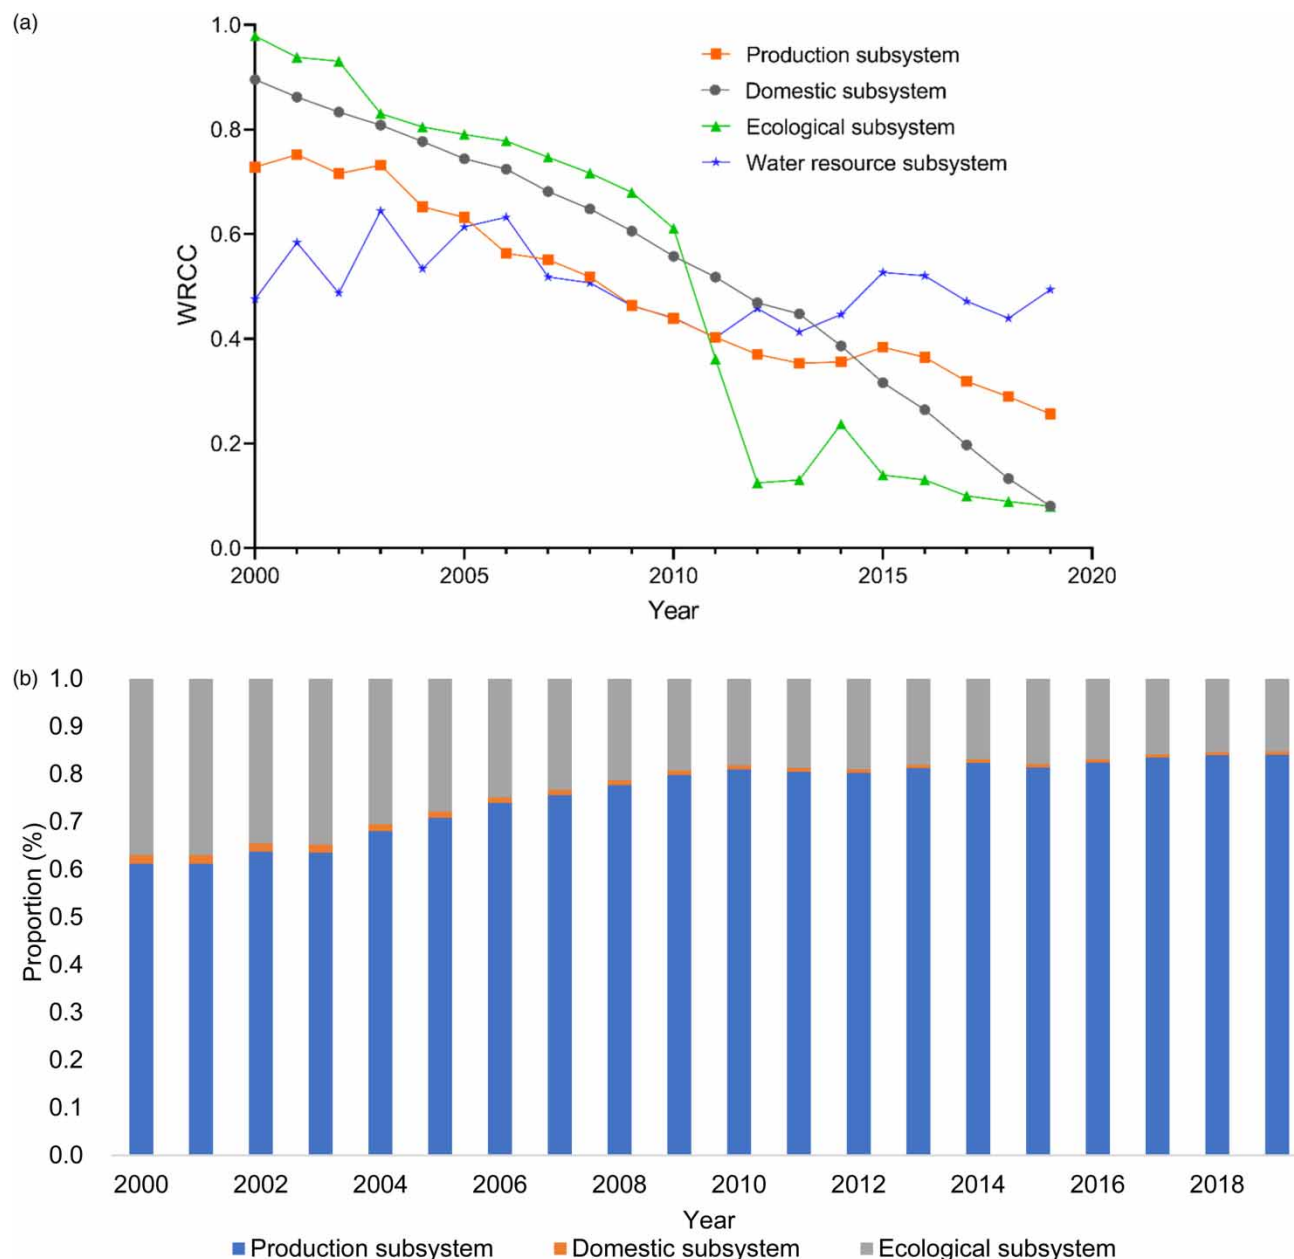 (a)
1.0
0.8
0.6
0.4
0.2
0.0
WRCC
Production subsystem
Domestic subsystem
Ecological subsystem
Water resource subsystem
2000 2005 2010 2015 2020
Year
(b)
1.0
0.9
0.8
0.7
0.6
0.5
0.4
0.3
0.2
0.1
0.0
Proportion (%)
2000 2002 2004 2006 2008 2010 2012 2014 2016 2018
Year
Production subsystem Domestic subsystem Ecological subsystem